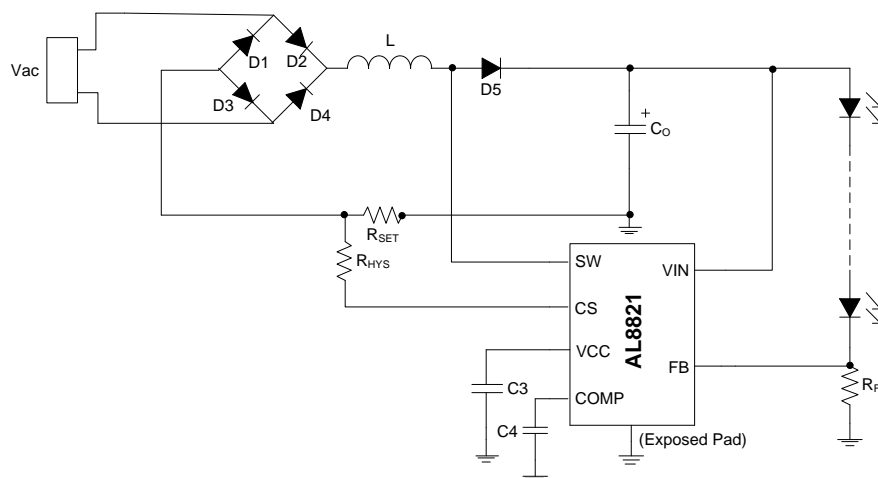 L
D1
D2
Vac
D5
D3
D4
+
CO
RSET
RHYS
SW
VIN
CS
AL8821
VCC
FB
C3
COMP
C4
(Exposed Pad)